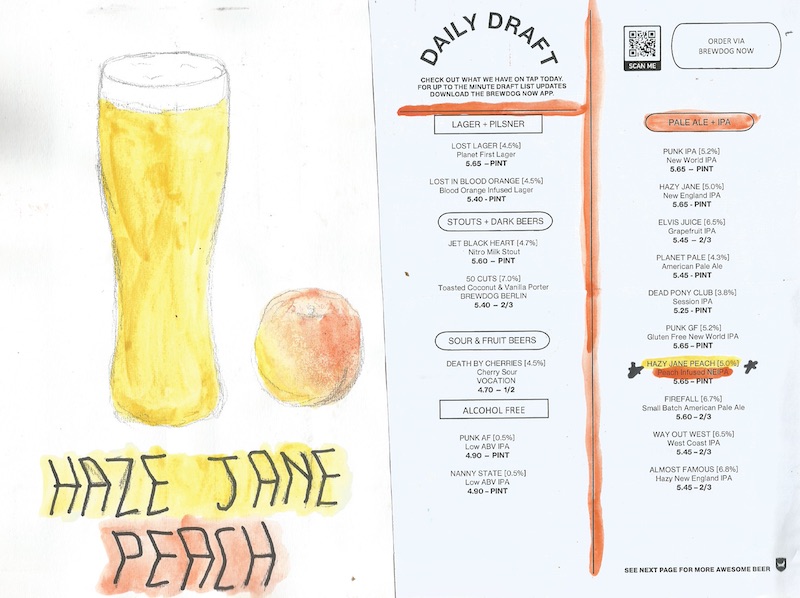 HAZE JANE
PEACH
DAILY DRAFT
CHECK OUT WHAT WE HAVE ON TAP TODAY.
FOR UP TO THE MINUTE DRAFT LIST UPDATES
DOWNLOAD THE BREWDOG NOW APP.
LAGER + PILSNER
LOST LAGER [4.5%]
Planet First Lager
5.65 – PINT
LOST IN BLOOD ORANGE [4.5%]
Blood Orange Infused Lager
5.40 - PINT
STOUTS + DARK BEERS
JET BLACK HEART [4.7%]
Nitro Milk Stout
5.60 – PINT
50 CUTS [7.0%]
Toasted Coconut & Vanilla Porter
BREWDOG BERLIN
5.40 – 2/3
SOUR & FRUIT BEERS
DEATH BY CHERRIES [4.5%]
Cherry Sour
VOCATION
4.70 – 1/2
ALCOHOL FREE
PUNK AF [0.5%]
Low ABV IPA
4.90 – PINT
NANNY STATE [0.5%]
Low ABV IPA
4.90 - PINT
SCAN ME
ORDER VIA
BREWDOG NOW
PALE ALE + IPA
PUNK IPA [5.2%]
New World IPA
5.65 – PINT
HAZY JANE [5.0%]
New England IPA
5.65 - PINT
ELVIS JUICE [6.5%]
Grapefruit IPA
5.45 – 2/3
PLANET PALE [4.3%]
American Pale Ale
5.45 - PINT
DEAD PONY CLUB [3.8%]
Session IPA
5.25 - PINT
PUNK GF [5.2%]
Gluten Free New World IPA
5.65 – PINT
HAZY JANE PEACH [5.0%]
Peach Infused NEIPA
5.65 - PINT
FIREFALL [6.7%]
Small Batch American Pale Ale
5.60 – 2/3
WAY OUT WEST [6.5%]
West Coast IPA
5.45 – 2/3
ALMOST FAMOUS [6.8%]
Hazy New England IPA
5.45 – 2/3
SEE NEXT PAGE FOR MORE AWESOME BEER